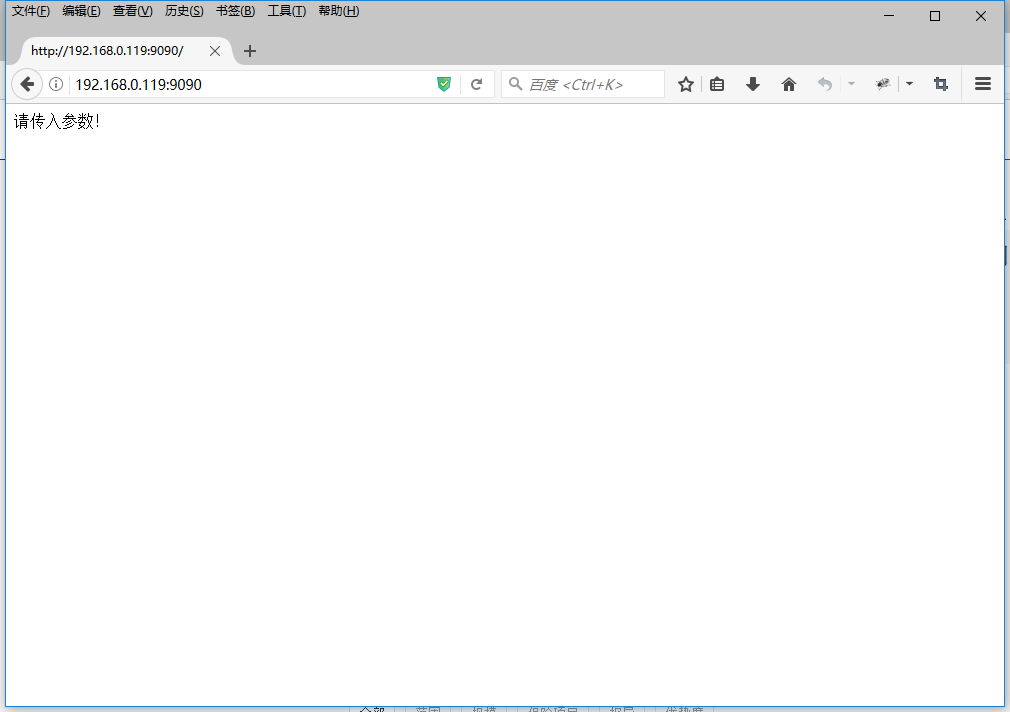 文件(F) 编辑(E) 查看(V) 历史(S) 书签(B) 工具(T) 帮助(H)
http://192.168.0.119:9090/
192.168.0.119:9090
百度 <Ctrl+K>
请传入参数!